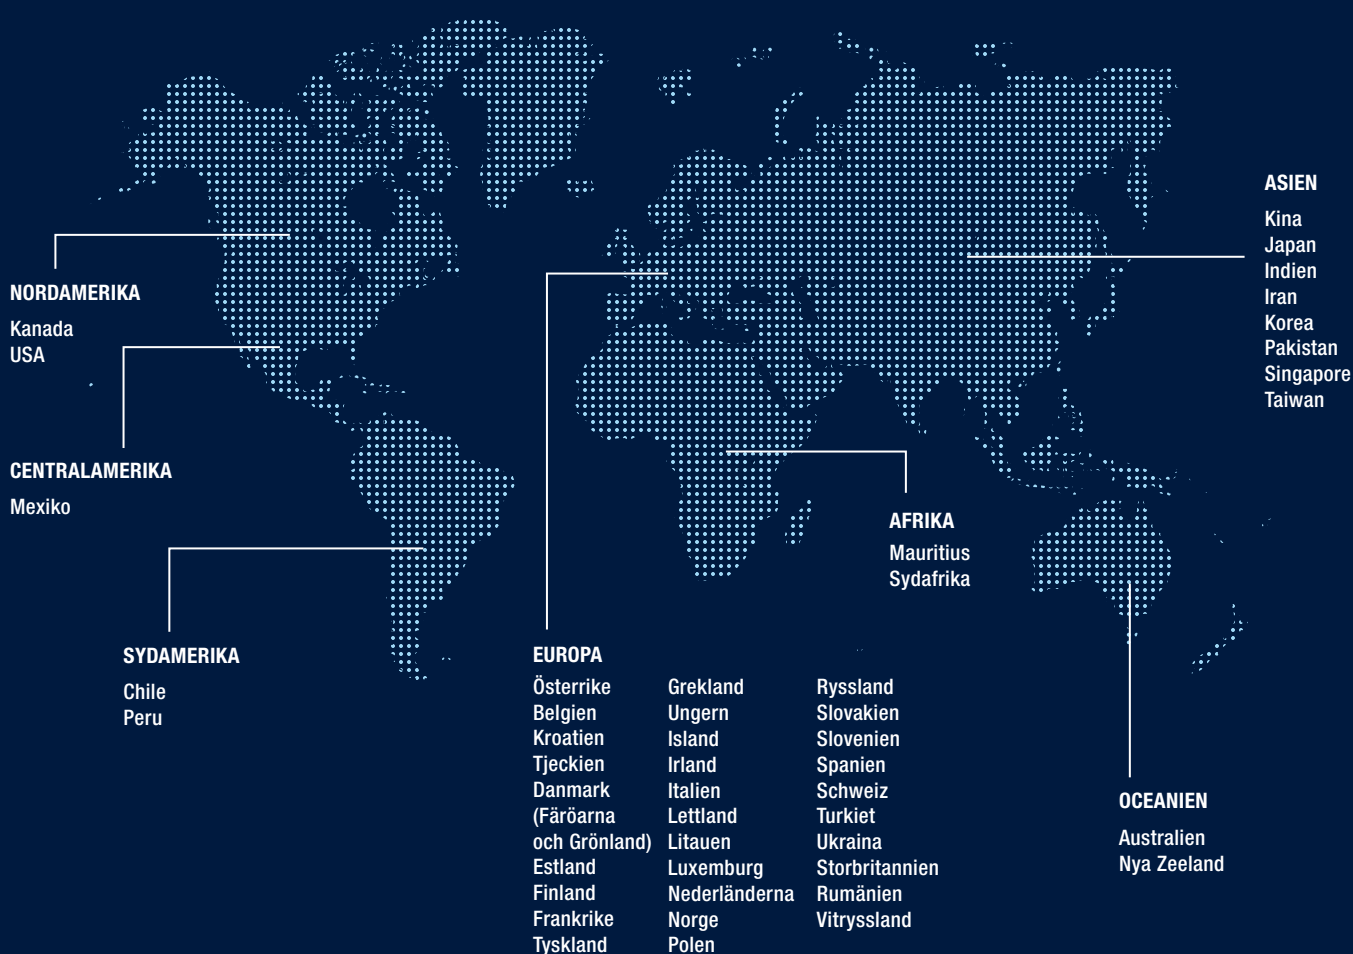 NORDAMERIKA
Kanada
USA
CENTRALAMERIKA
Mexiko
SYDAMERIKA
Chile
Peru
EUROPA
Österrike
Belgien
Kroatien
Tjeckien
Danmark
(Färöarna
och Grönland)
Estland
Finland
Frankrike
Tyskland
Grekland
Ungern
Island
Irland
Italien
Lettland
Litauen
Luxemburg
Nederländerna
Norge
Polen
Ryssland
Slovakien
Slovenien
Spanien
Schweiz
Turkiet
Ukraina
Storbritannien
Rumänien
Vitryssland
AFRIKA
Mauritius
Sydafrika
ASIEN
Kina
Japan
Indien
Iran
Korea
Pakistan
Singapore
Taiwan
OCEANIEN
Australien
Nya Zeeland